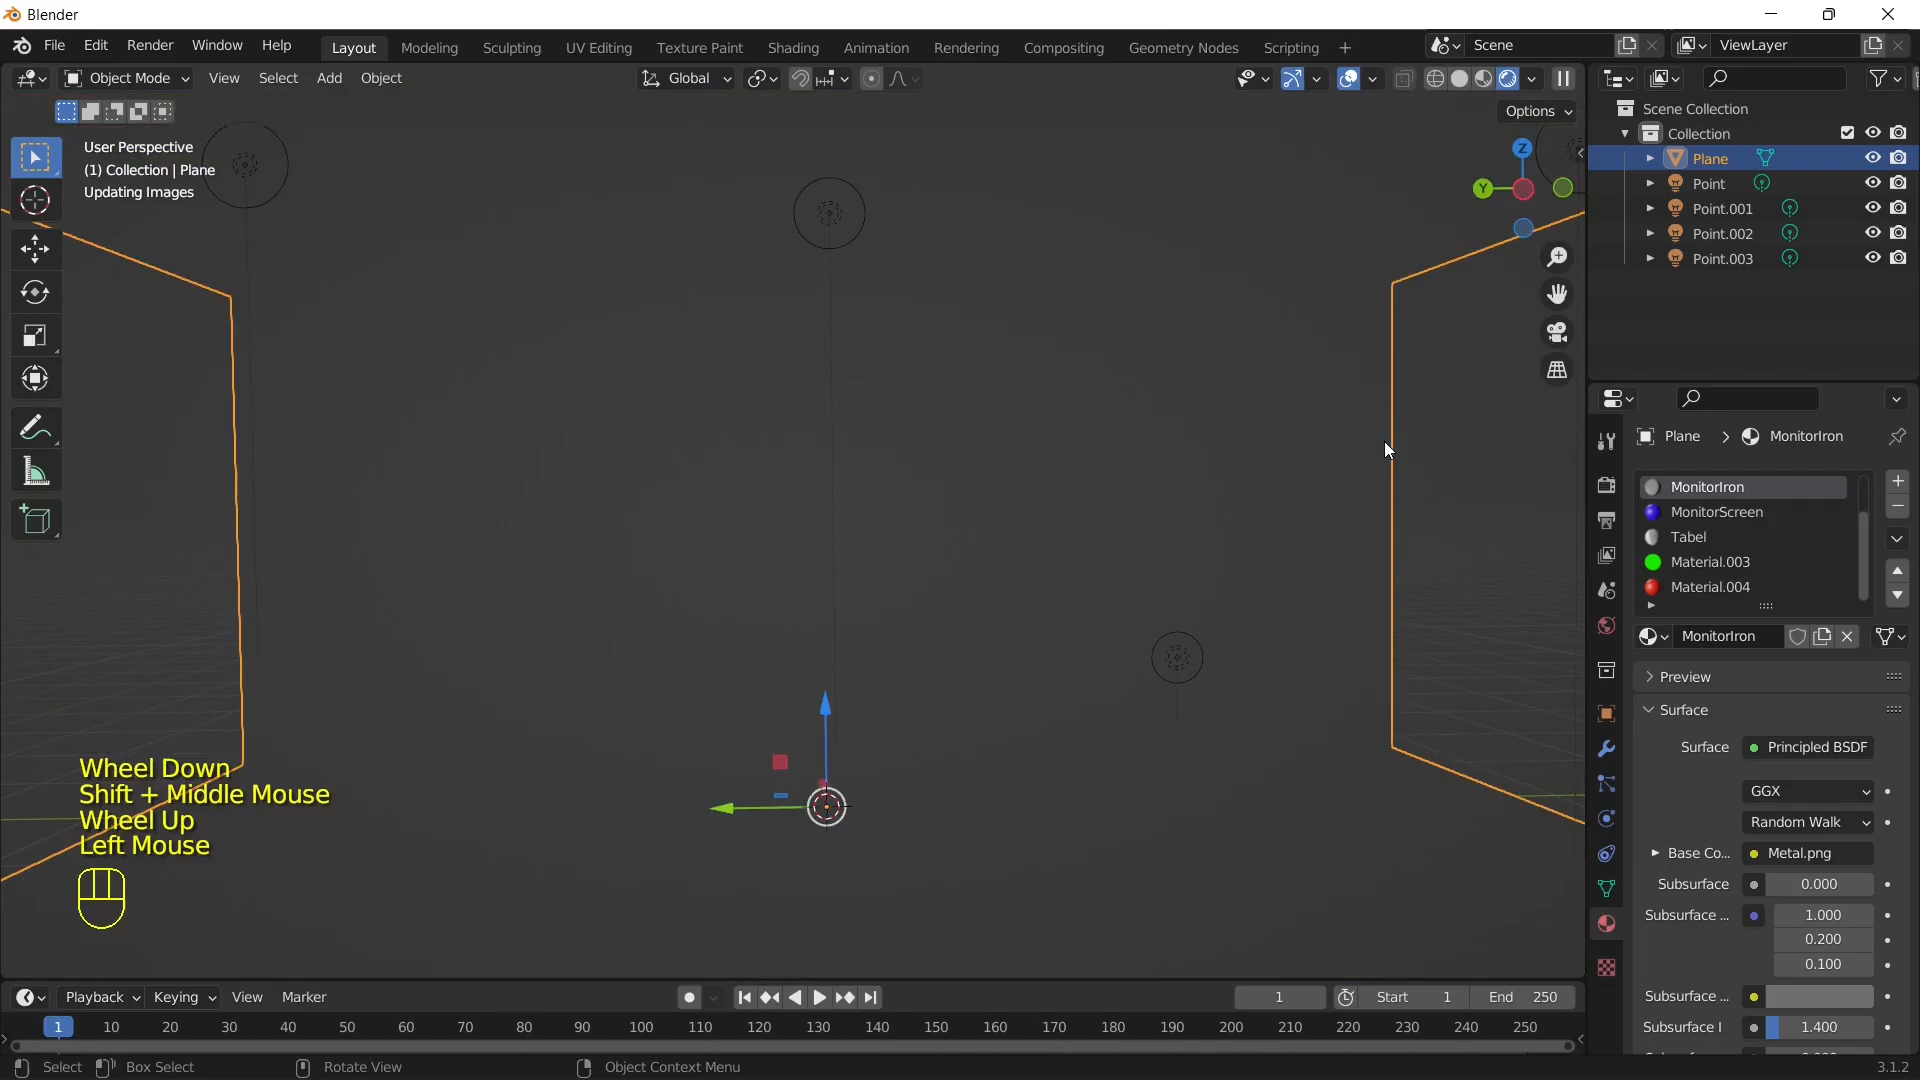 Blender
File Edit Render Window Help
Layout Modeling Sculpting UV Editing Texture Paint Shading Animation Rendering Compositing Geometry Nodes Scripting +
Scene
ViewLayer
Object Mode View Select Add Object
Global
Options
User Perspective
(1) Collection | Plane
Updating Images
Z
Y
Scene Collection
Collection
Plane
Point
Point.001
Point.002
Point.003
Plane > MonitorIron
MonitorIron
MonitorScreen
Tabel
Material.003
Material.004
MonitorIron
Preview
Surface
Surface Principled BSDF
GGX
Random Walk
Base Co... Metal.png
Subsurface 0.000
Subsurface ... 1.000
0.200
0.100
Subsurface ...
Subsurface I 1.400
Wheel Down
Shift + Middle Mouse
Wheel Up
Left Mouse
Playback Keying View Marker
1 Start 1 End 250
1 10 20 30 40 50 60 70 80 90 100 110 120 130 140 150 160 170 180 190 200 210 220 230 240 250
Select Box Select Rotate View Object Context Menu 3.1.2